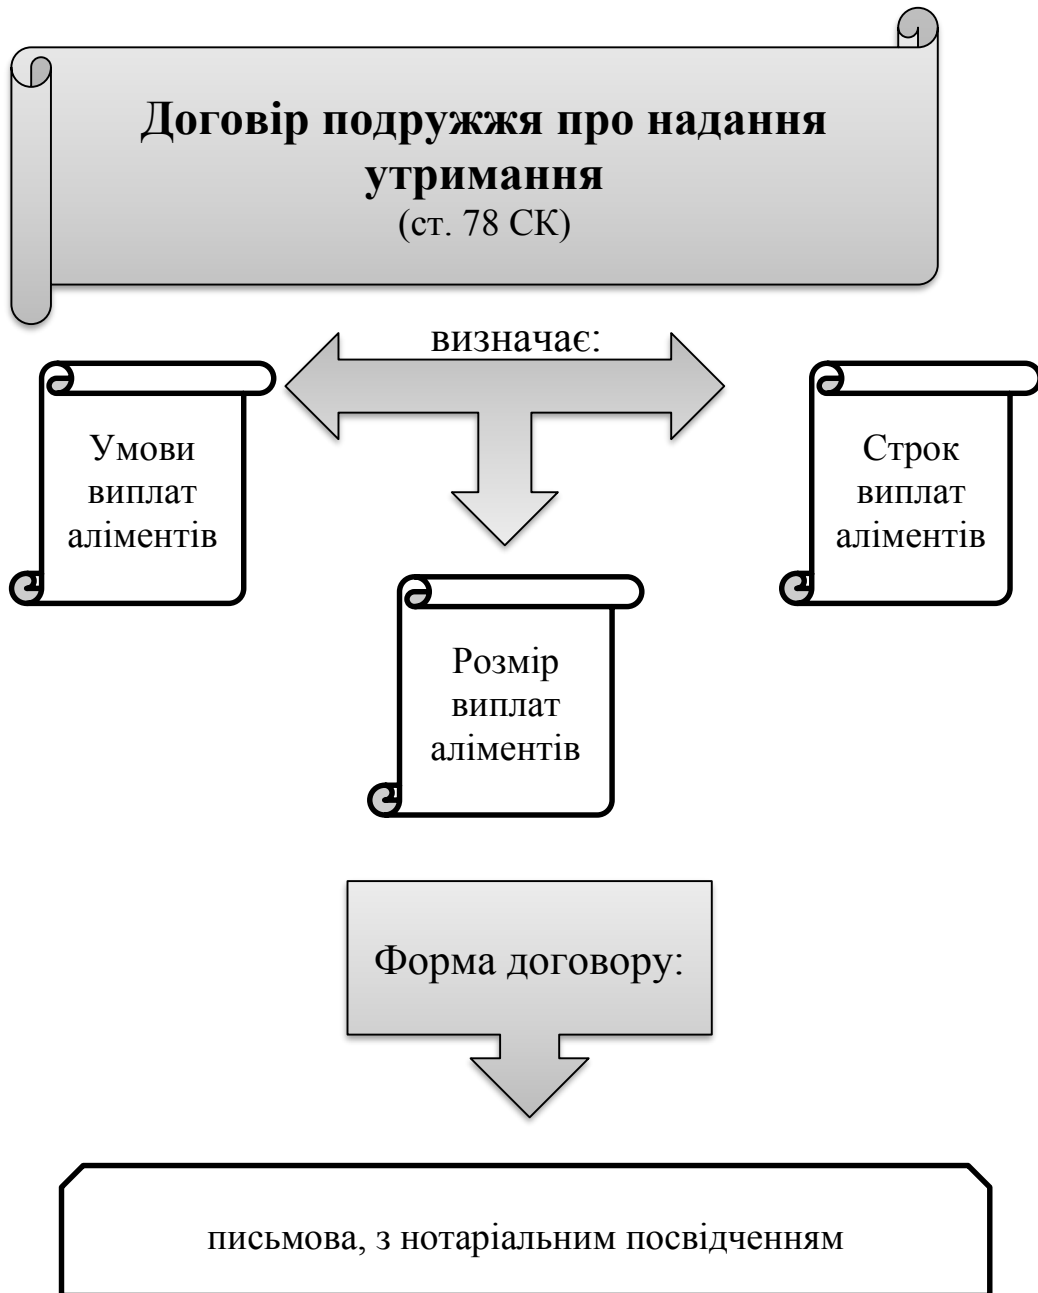 Договір подружжя про надання
утримання
(ст. 78 СК)
визначає:
Умови
виплат
аліментів
Строк
виплат
аліментів
Розмір
виплат
аліментів
Форма договору:
письмова, з нотаріальним посвідченням